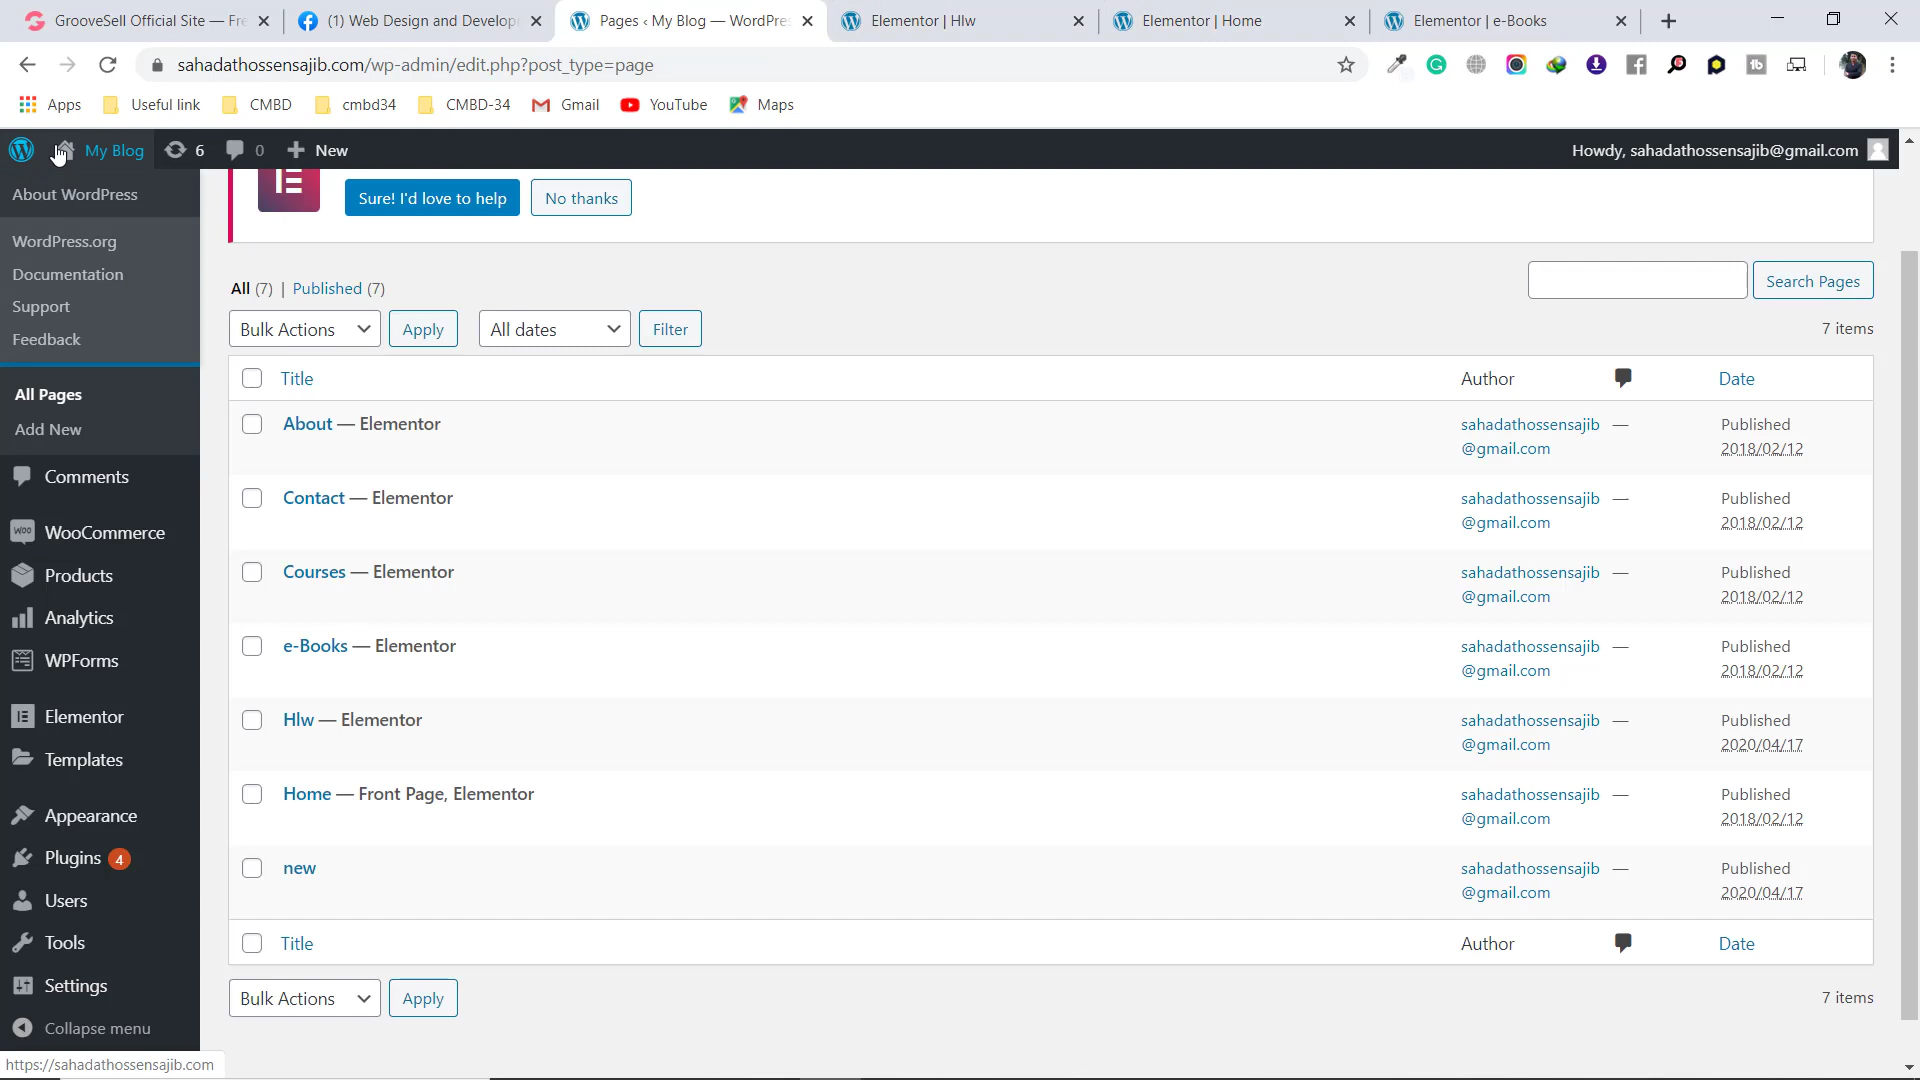 GrooveSell Official Site — Fre
(1) Web Design and Develop
Pages ‹ My Blog — WordPre
Elementor | Hlw
Elementor | Home
Elementor | e-Books
sahadathossensajib.com/wp-admin/edit.php?post_type=page
Apps
Useful link
CMBD
cmbd34
CMBD-34
Gmail
YouTube
Maps
My Blog
6
0
New
Howdy, sahadathossensajib@gmail.com
About WordPress
WordPress.org
Documentation
Support
Feedback
All Pages
Add New
Comments
WooCommerce
Products
Analytics
WPForms
Elementor
Templates
Appearance
Plugins 4
Users
Tools
Settings
Collapse menu
https://sahadathossensajib.com
Sure! I'd love to help
No thanks
All (7) | Published (7)
Search Pages
Bulk Actions
Apply
All dates
Filter
7 items
Title
Author
Date
About — Elementor
sahadathossensajib —
@gmail.com
Published
2018/02/12
Contact — Elementor
sahadathossensajib —
@gmail.com
Published
2018/02/12
Courses — Elementor
sahadathossensajib —
@gmail.com
Published
2018/02/12
e-Books — Elementor
sahadathossensajib —
@gmail.com
Published
2018/02/12
Hlw — Elementor
sahadathossensajib —
@gmail.com
Published
2020/04/17
Home — Front Page, Elementor
sahadathossensajib —
@gmail.com
Published
2018/02/12
new
sahadathossensajib —
@gmail.com
Published
2020/04/17
Title
Author
Date
Bulk Actions
Apply
7 items